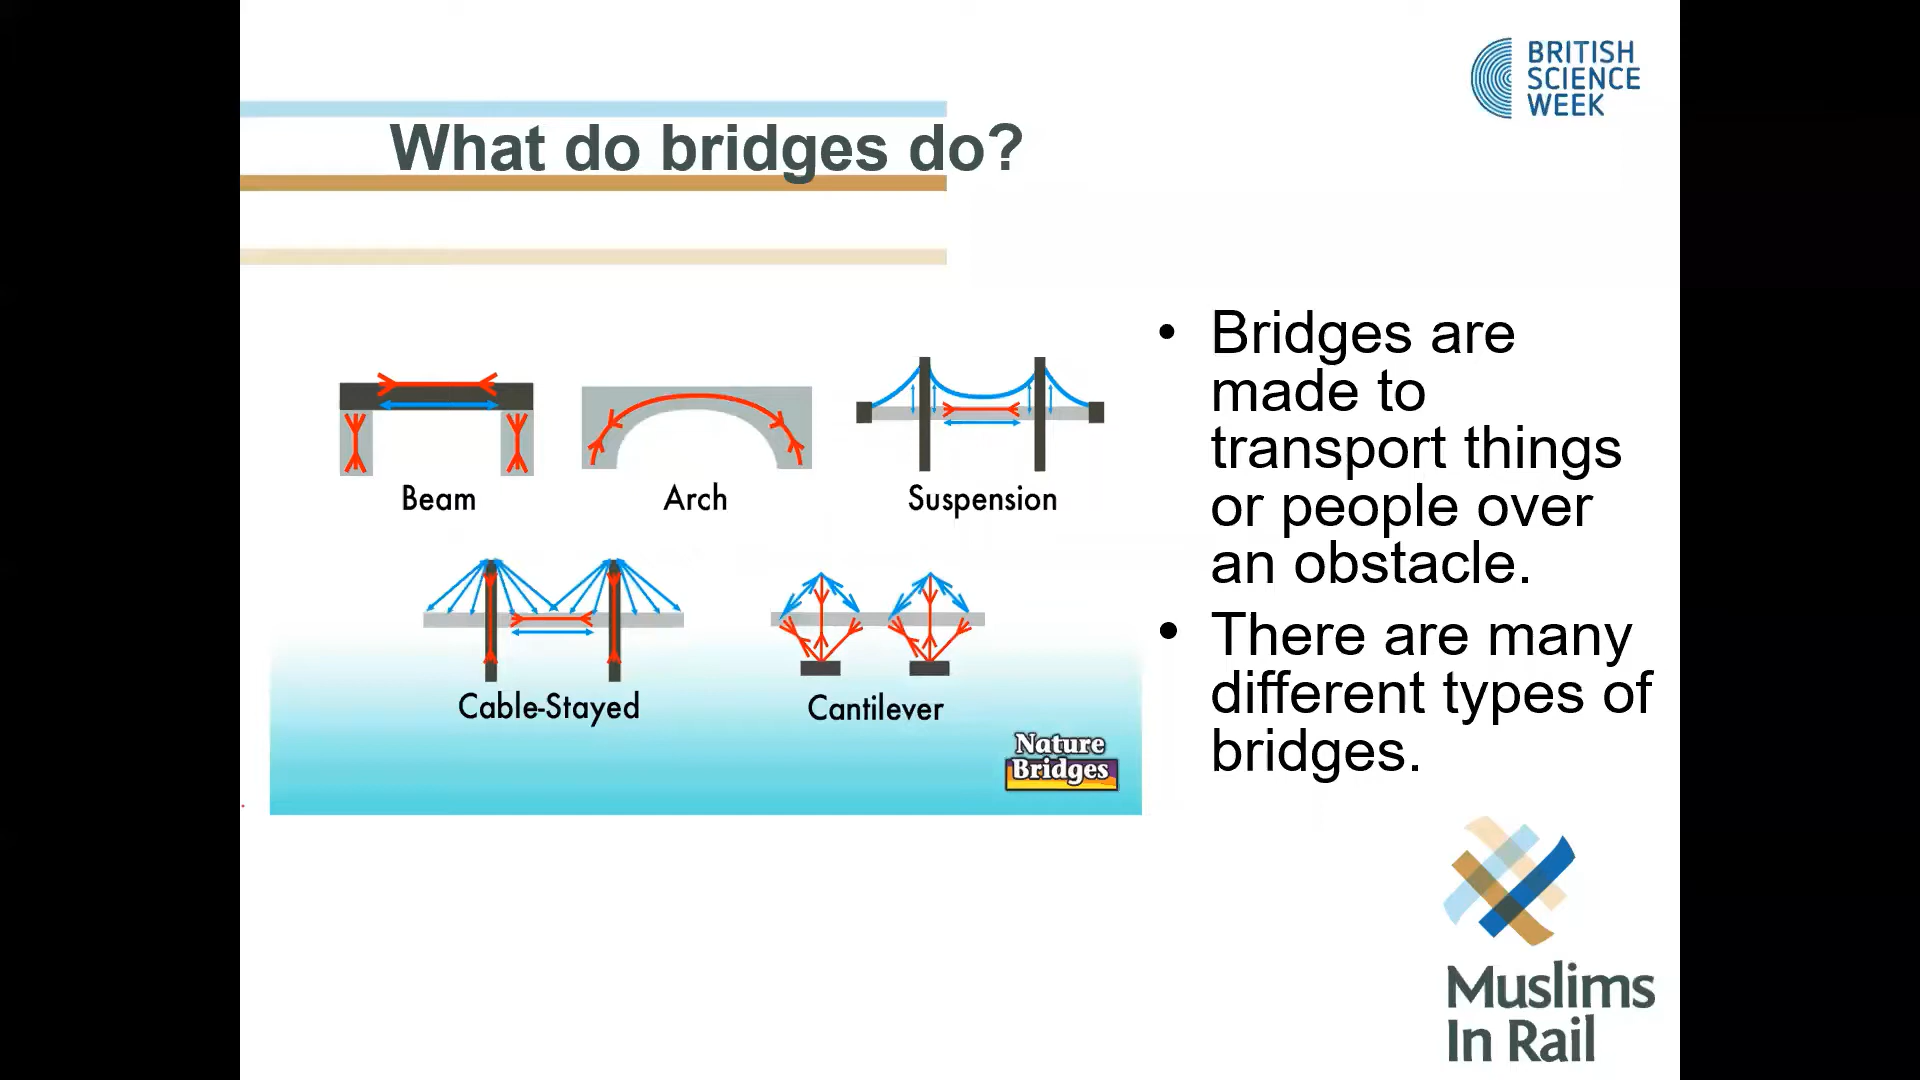 BRITISH
SCIENCE
WEEK
What do bridges do?
• Bridges are
made to
transport things
or people over
an obstacle.
• There are many
different types of
bridges.
Beam
Arch
Suspension
Cable-Stayed
Cantilever
Nature
Bridges
Muslims
In Rail